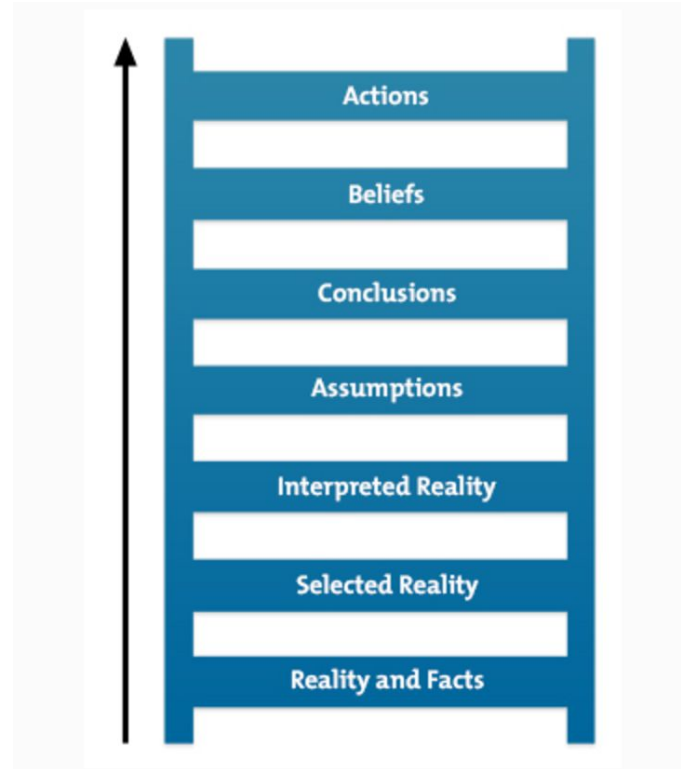 Actions
Beliefs
Conclusions
Assumptions
Interpreted Reality
Selected Reality
Reality and Facts